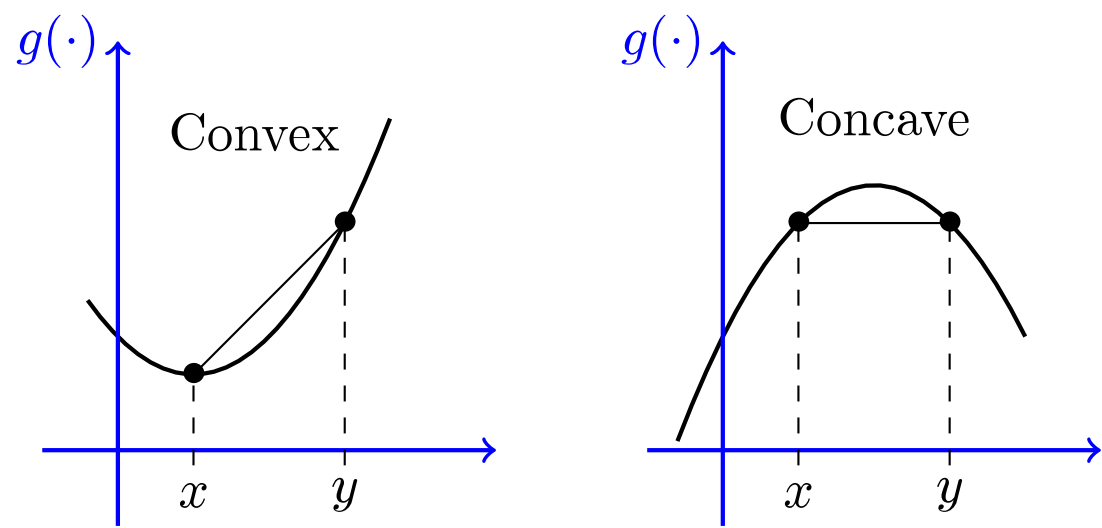 g(·)
Convex
x
y
g(·)
Concave
x
y